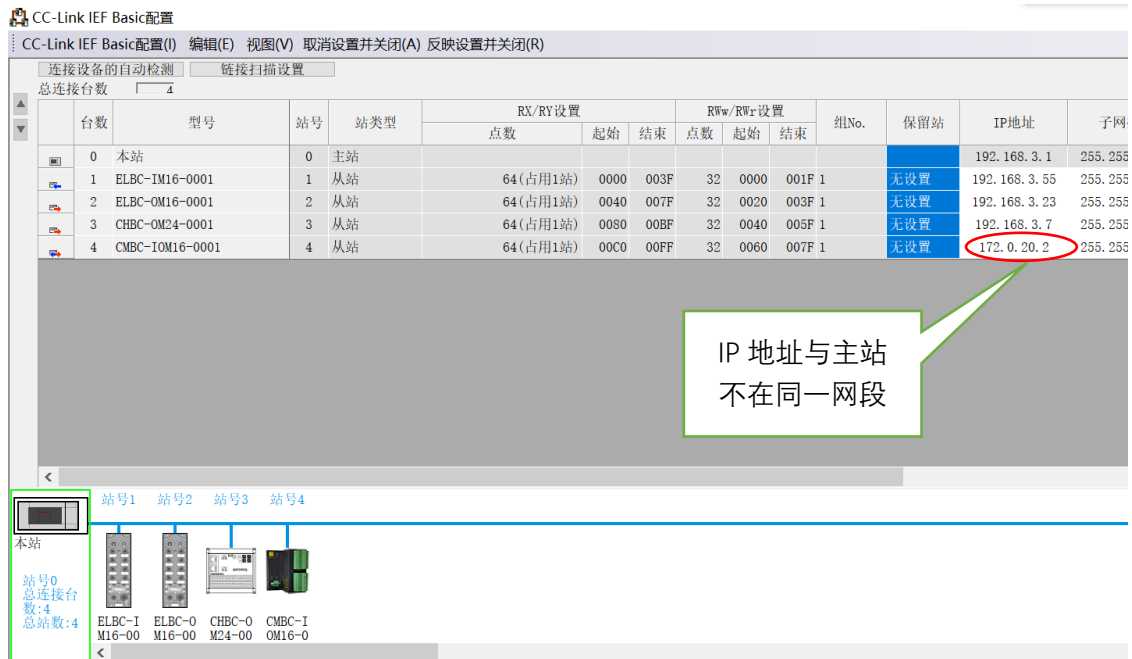 CC-Link IEF Basic配置
CC-Link IEF Basic配置(I) 编辑(E) 视图(V) 取消设置并关闭(A) 反映设置并关闭(R)
连接设备的自动检测 链接扫描设置
总连接台数 4
台数 型号 站号 站类型 RX/RY设置 RWw/RWr设置 组No. 保留站 IP地址 子网
点数 起始 结束 点数 起始 结束
0 本站 0 主站 192.168.3.1 255.255
1 ELBC-IM16-0001 1 从站 64(占用1站) 0000 003F 32 0000 001F 1 无设置 192.168.3.55 255.255
2 ELBC-OM16-0001 2 从站 64(占用1站) 0040 007F 32 0020 003F 1 无设置 192.168.3.23 255.255
3 CHBC-OM24-0001 3 从站 64(占用1站) 0080 00BF 32 0040 005F 1 无设置 192.168.3.7 255.255
4 CMBC-IOM16-0001 4 从站 64(占用1站) 00C0 00FF 32 0060 007F 1 无设置 172.0.20.2 255.255
IP 地址与主站
不在同一网段
站号1 站号2 站号3 站号4
本站
站号0
总连接台
数:4
总站数:4
ELBC-I ELBC-O CHBC-O CMBC-I
M16-00 M16-00 M24-00 OM16-0